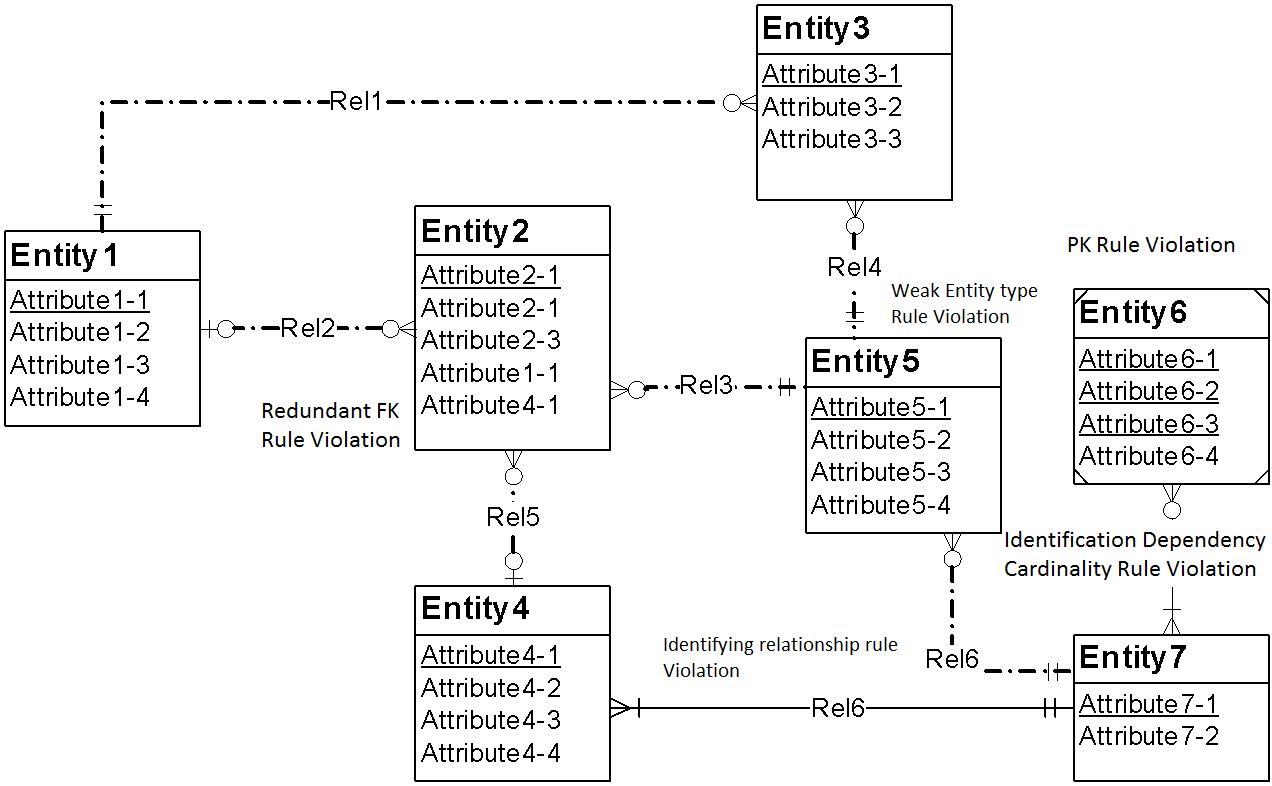 Entity3
Attribute3-1
Attribute3-2
Attribute3-3
Rel1
Entity1
Attribute1-1
Attribute1-2
Attribute1-3
Attribute1-4
Rel2
Entity2
Attribute2-1
Attribute2-1
Attribute2-3
Attribute1-1
Attribute4-1
Redundant FK
Rule Violation
Rel3
Rel4
Weak Entity type
Rule Violation
Entity5
Attribute5-1
Attribute5-2
Attribute5-3
Attribute5-4
PK Rule Violation
Entity6
Attribute6-1
Attribute6-2
Attribute6-3
Attribute6-4
Identification Dependency
Cardinality Rule Violation
Rel5
Entity4
Attribute4-1
Attribute4-2
Attribute4-3
Attribute4-4
Identifying relationship rule
Violation
Rel6
Rel6
Entity7
Attribute7-1
Attribute7-2